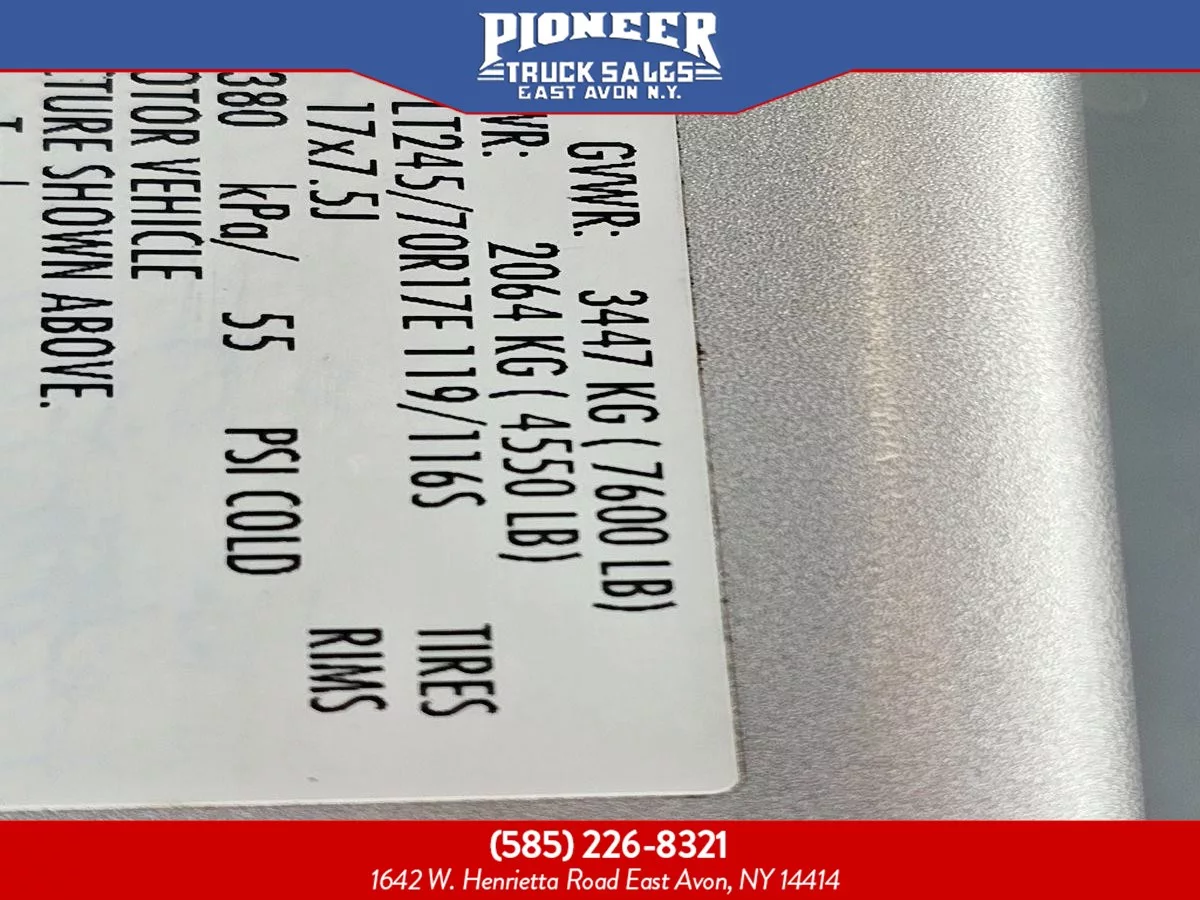 PIONEER
TRUCK SALES
EAST AVON N.Y.
GVWR: 3447 KG ( 7600 LB)
WR: 2064 KG ( 4550 LB)
LT245/70R17E 119/116S TIRES
17x7.5J RIMS
380 kPa/ 55 PSI COLD
OTOR VEHICLE
TURE SHOWN ABOVE.
(585) 226-8321
1642 W. Henrietta Road East Avon, NY 14414